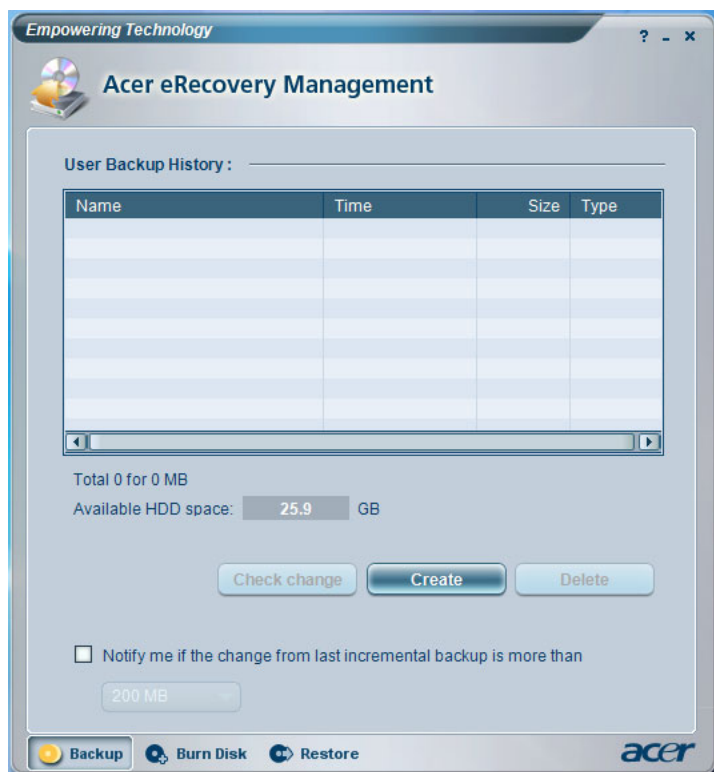 Empowering Technology
? - x
Acer eRecovery Management
User Backup History :
Name Time Size Type
Total 0 for 0 MB
Available HDD space: 25.9 GB
Check change Create Delete
Notify me if the change from last incremental backup is more than
200 MB
Backup Burn Disk Restore acer